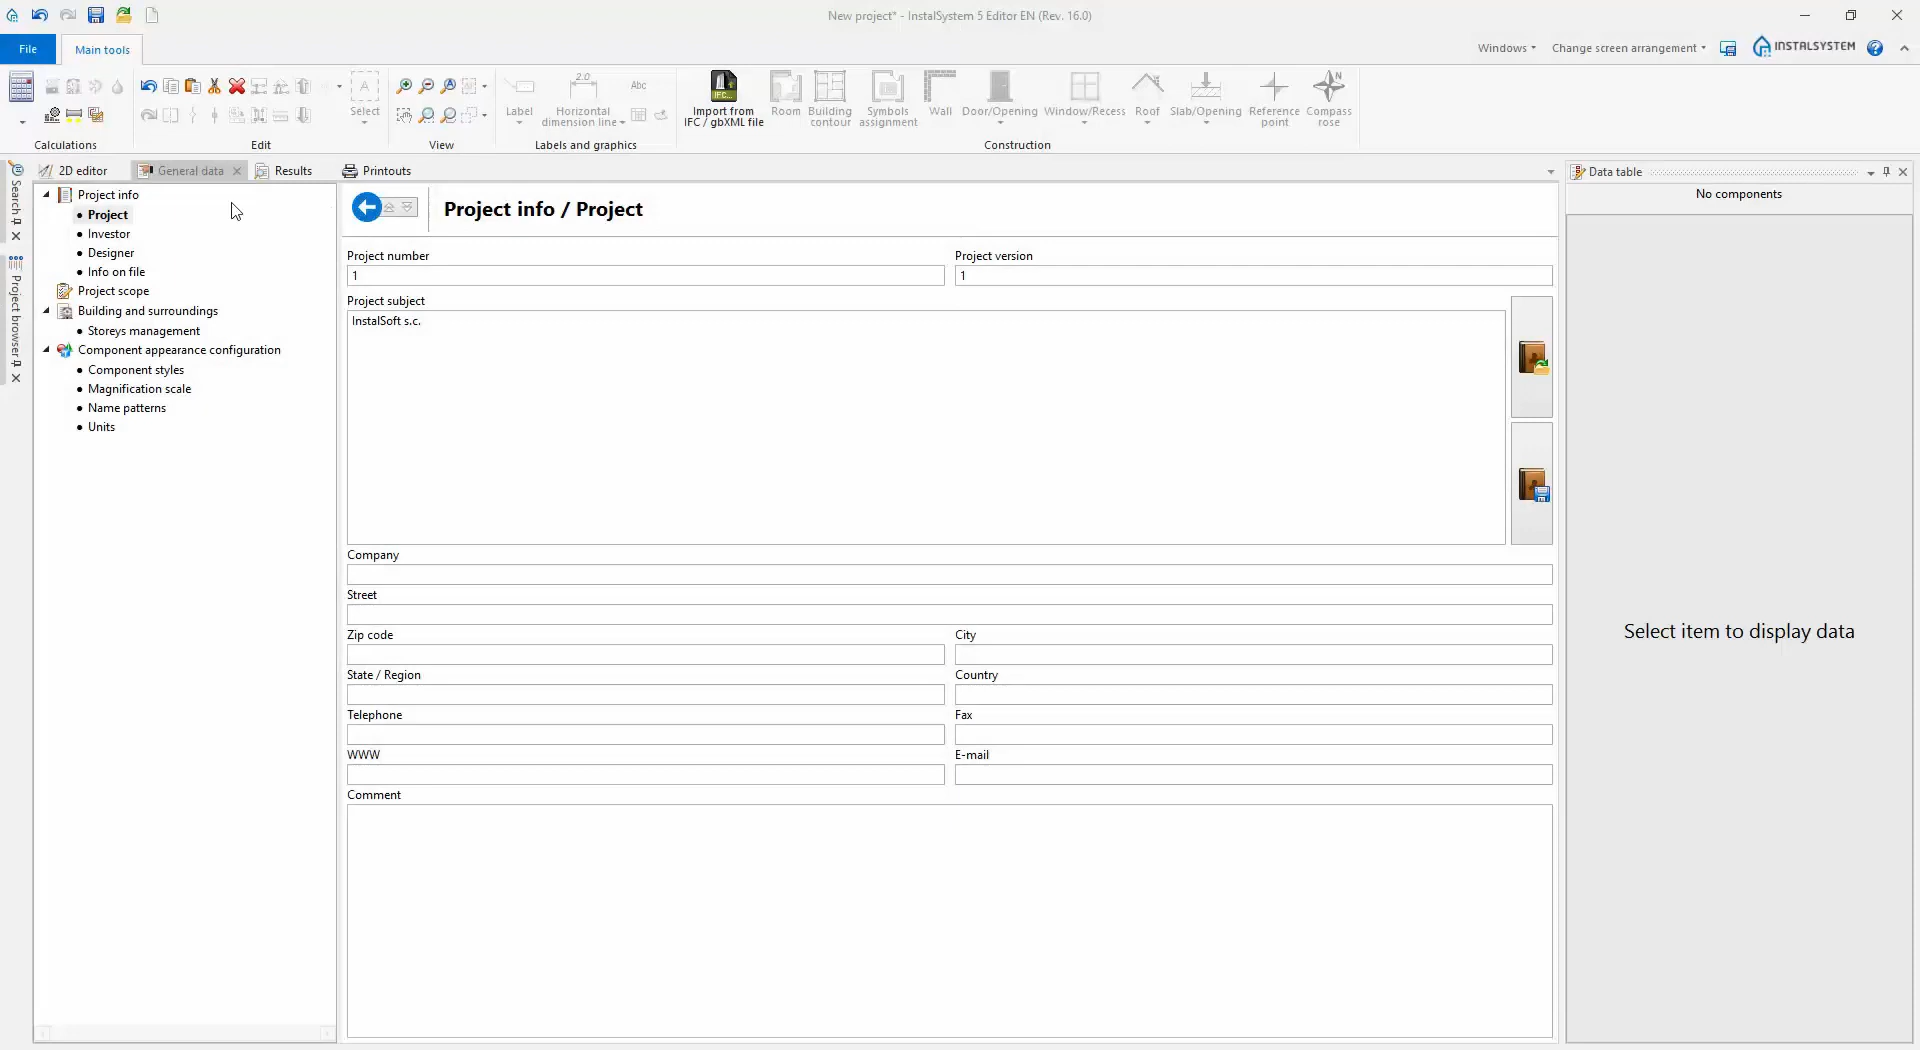 New project* - InstalSystem 5 Editor EN (Rev. 16.0)
File
Main tools
Windows
Change screen arrangement
INSTALSYSTEM
Select
2.0
Abc
Label
Horizontal
dimension line
IFC...
Import from
IFC / gbXML file
Room
Building
contour
Symbols
assignment
Wall
Door/Opening
Window/Recess
Roof
Slab/Opening
Reference
point
Compass
rose
Calculations
Edit
View
Labels and graphics
Construction
2D editor
General data
Results
Printouts
Data table
Search
Project browser
Project info
Project
Investor
Designer
Info on file
Project scope
Building and surroundings
Storeys management
Component appearance configuration
Component styles
Magnification scale
Name patterns
Units
Project info / Project
Project number
Project version
1
1
Project subject
InstalSoft s.c.
Company
Street
Zip code
City
State / Region
Country
Telephone
Fax
WWW
E-mail
Comment
No components
Select item to display data